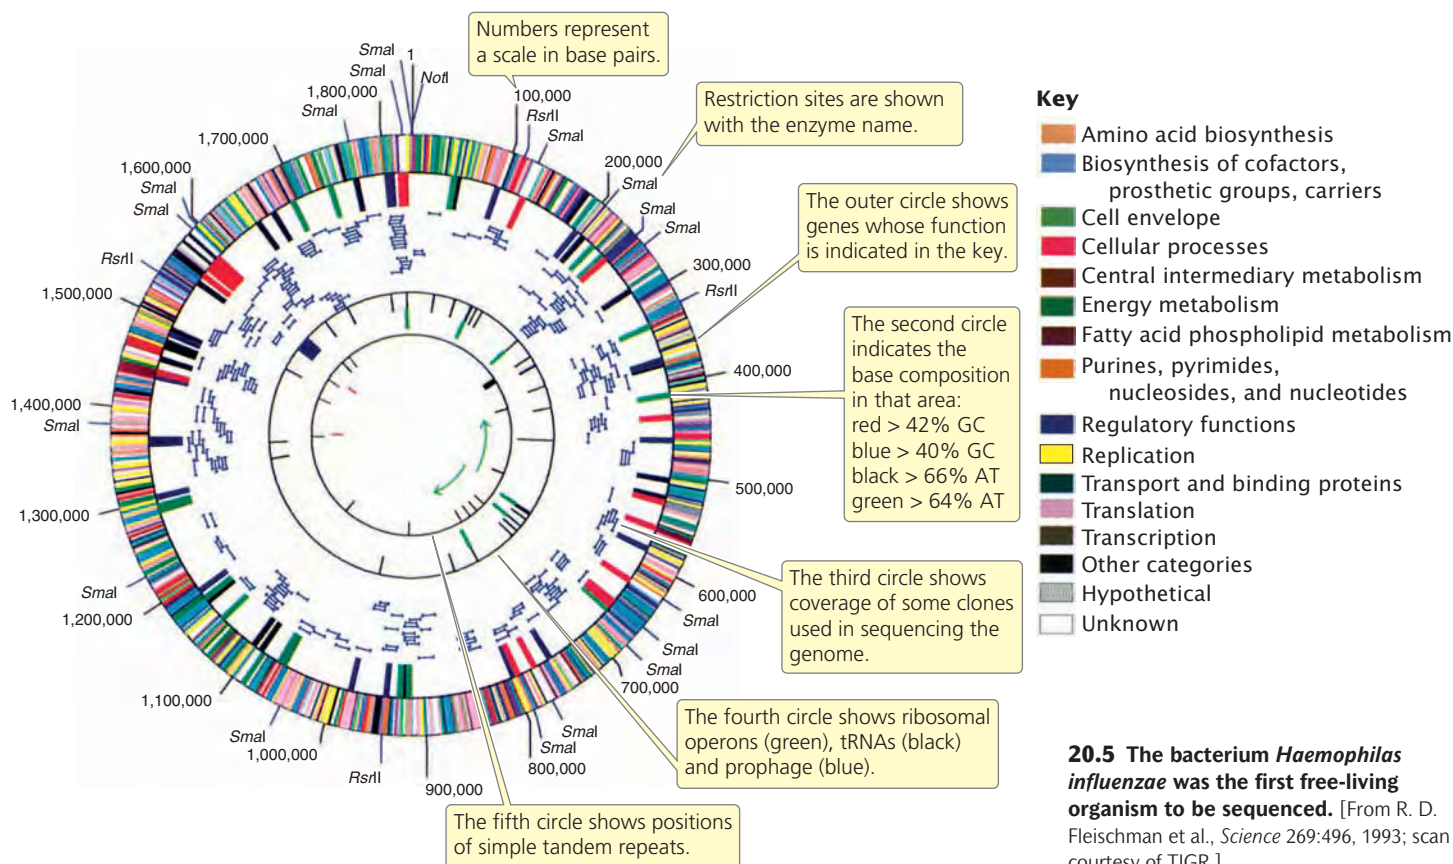 Numbers represent
a scale in base pairs.
SmaI
1
SmaI
NotI
1,800,000
SmaI
100,000
RsrII
SmaI
1,700,000
200,000
SmaI
1,600,000
SmaI
SmaI
SmaI
SmaI
RsrII
300,000
RsrII
1,500,000
400,000
1,400,000
SmaI
500,000
1,300,000
600,000
SmaI
SmaI
1,200,000
SmaI
SmaI
700,000
1,100,000
SmaI
SmaI
SmaI
1,000,000
800,000
RsrII
900,000
Restriction sites are shown
with the enzyme name.
The outer circle shows
genes whose function
is indicated in the key.
The second circle
indicates the
base composition
in that area:
red > 42% GC
blue > 40% GC
black > 66% AT
green > 64% AT
The third circle shows
coverage of some clones
used in sequencing the
genome.
The fourth circle shows ribosomal
operons (green), tRNAs (black)
and prophage (blue).
The fifth circle shows positions
of simple tandem repeats.
Key
Amino acid biosynthesis
Biosynthesis of cofactors,
prosthetic groups, carriers
Cell envelope
Cellular processes
Central intermediary metabolism
Energy metabolism
Fatty acid phospholipid metabolism
Purines, pyrimides,
nucleosides, and nucleotides
Regulatory functions
Replication
Transport and binding proteins
Translation
Transcription
Other categories
Hypothetical
Unknown
20.5 The bacterium Haemophilas
influenzae was the first free-living
organism to be sequenced. [From R. D.
Fleischman et al., Science 269:496, 1993; scan
courtesy of TIGR.]